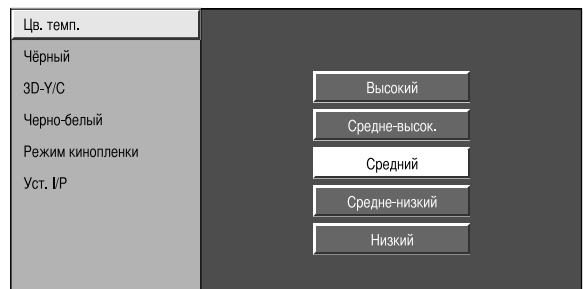 Цв. темп.
Чёрный
3D-Y/C
Черно-белый
Режим кинопленки
Уст. I/P
Высокий
Средне-высок.
Средний
Средне-низкий
Низкий